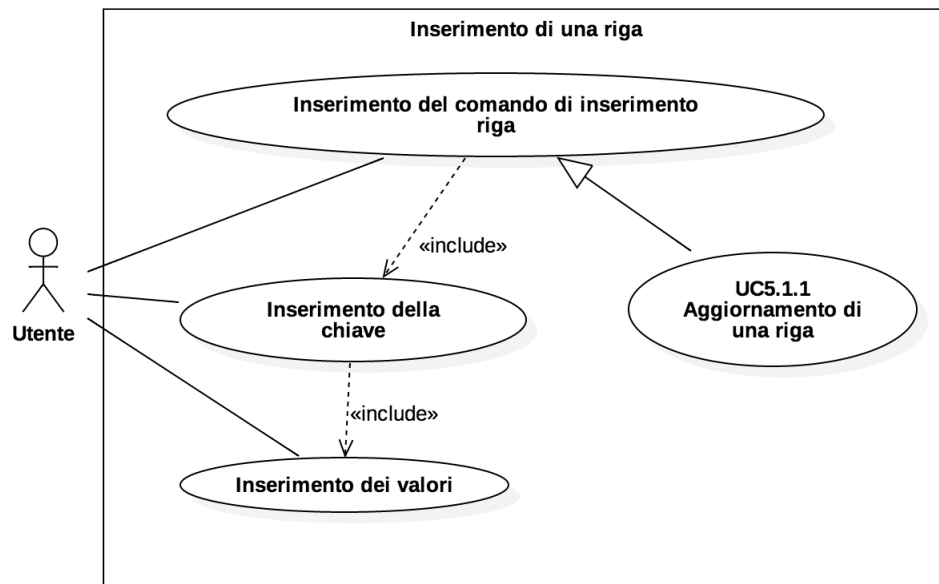 Inserimento di una riga
Inserimento del comando di inserimento
riga
«include»
Inserimento della
chiave
UC5.1.1
Aggiornamento di
una riga
Utente
«include»
Inserimento dei valori